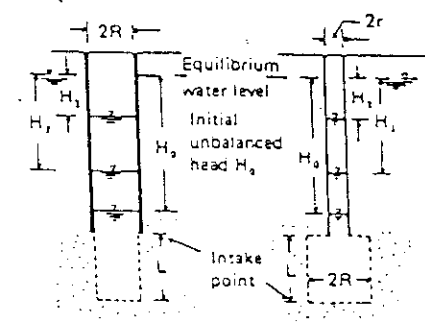 2R
2r
Equilibrium
water level
H₂
H₁
Initial
unbalanced
head H₀
H₀
H₂
H₁
H₀
Intake
point
L
L
2R